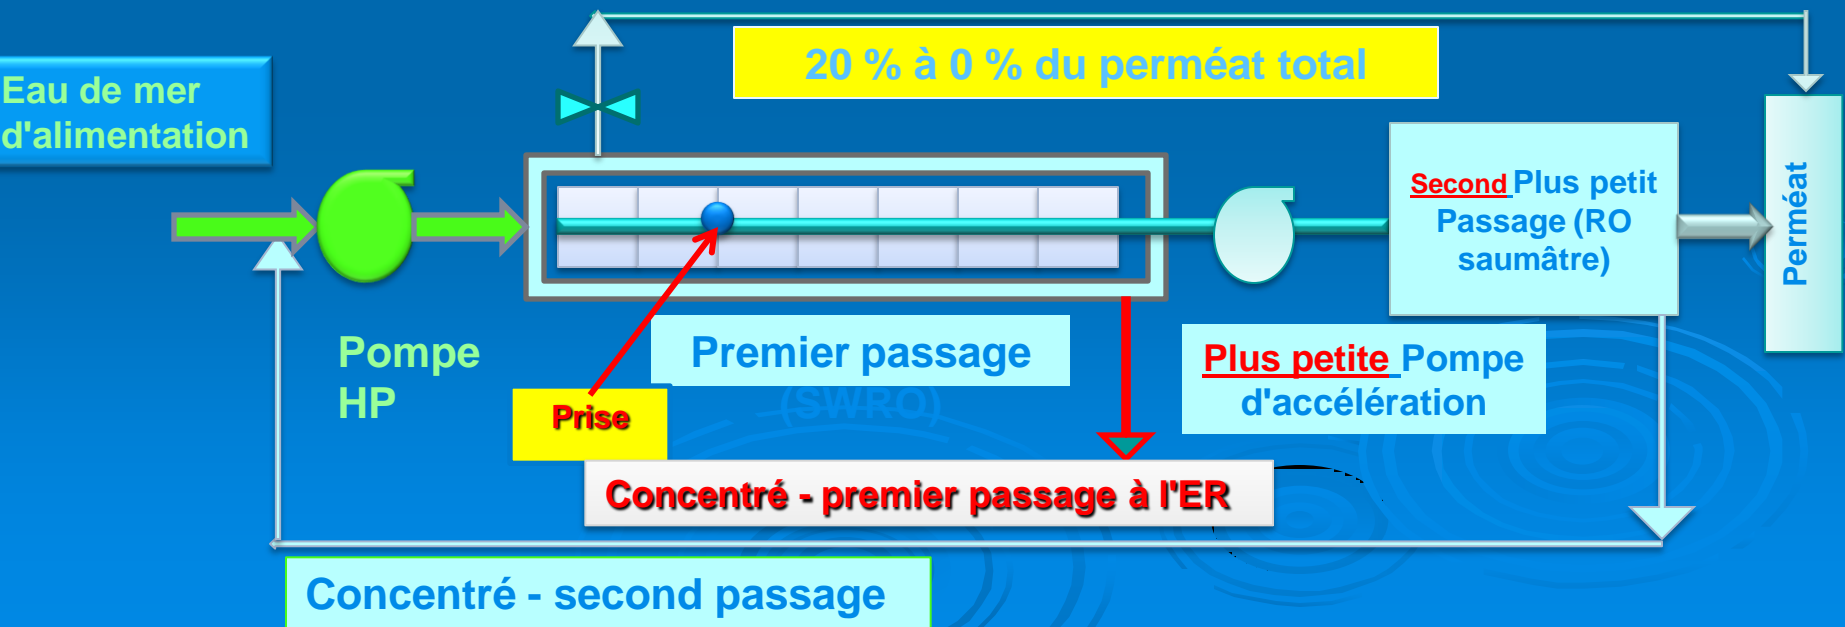 20 % à 0 % du perméat total
Eau de mer
d'alimentation
Second Plus petit
Passage (RO
saumâtre)
Perméat
Pompe
HP
Premier passage
(SWRO)
Plus petite Pompe
d'accélération
Prise
Concentré - premier passage à l'ER
Concentré - second passage